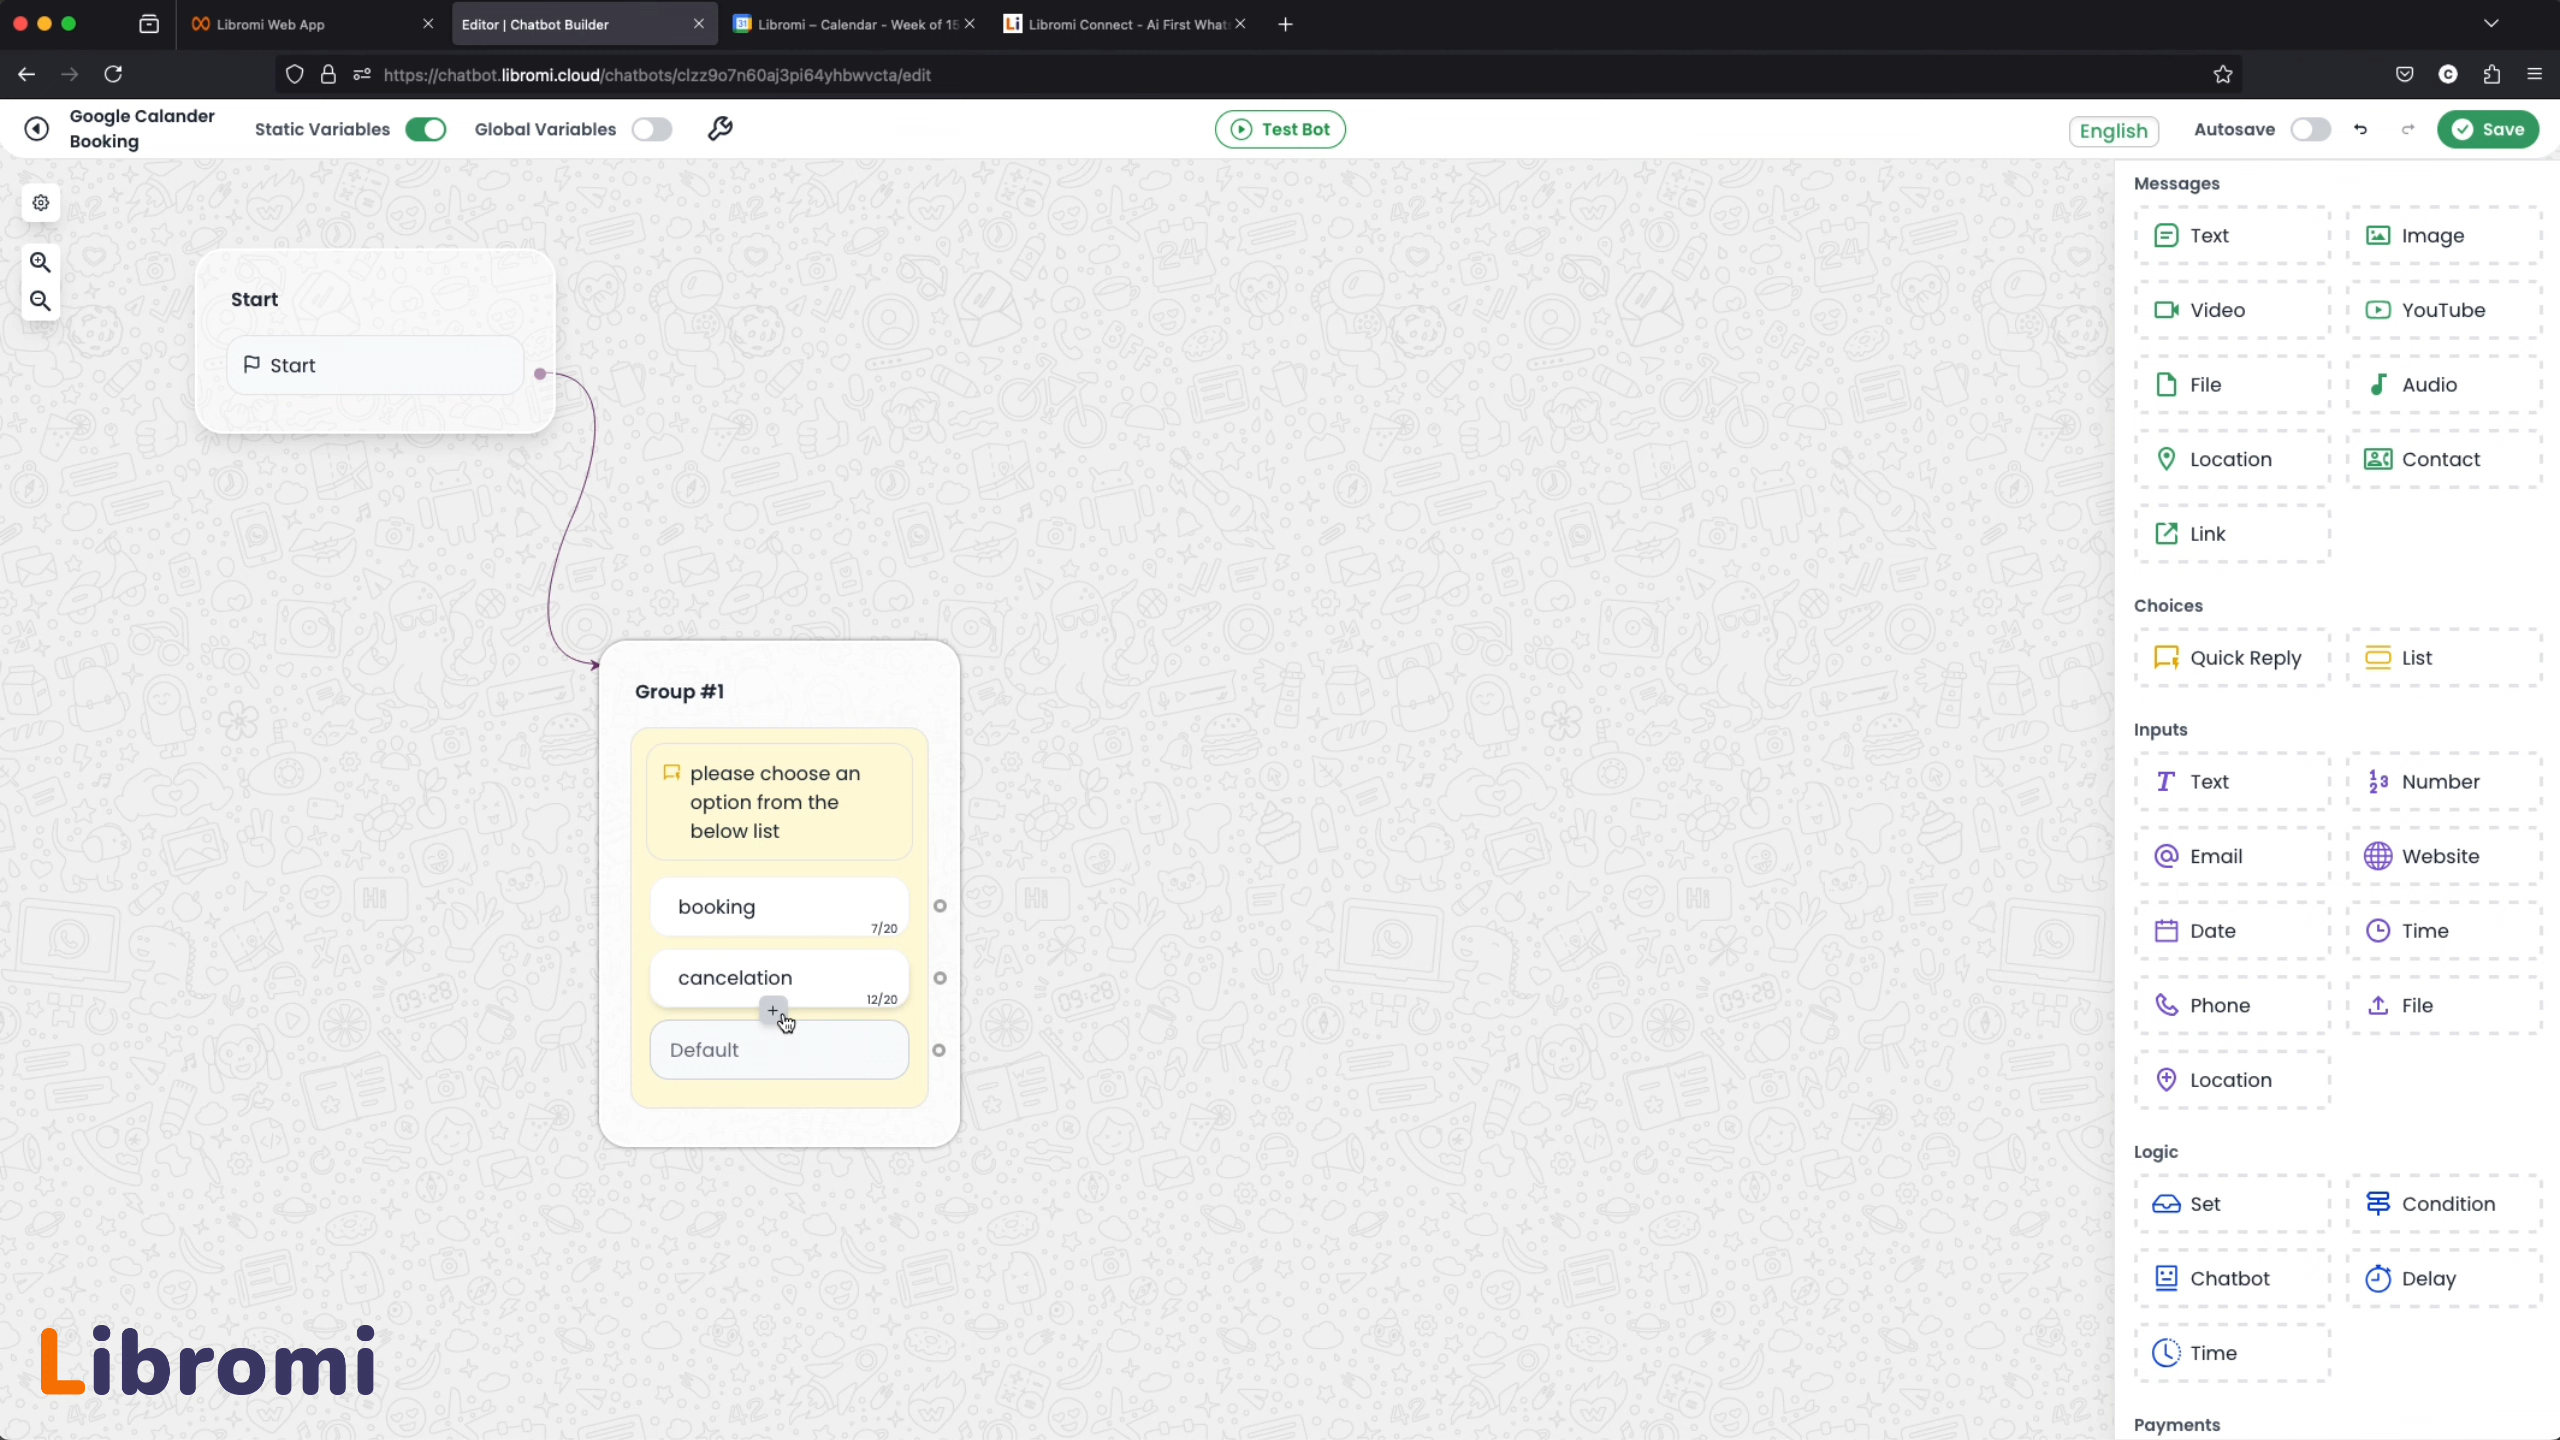 Libromi Web App
Editor | Chatbot Builder
Libromi – Calendar - Week of 15
Libromi Connect - Ai First What
https://chatbot.libromi.cloud/chatbots/clzz9o7n60aj3pi64yhbwvcta/edit
Google Calander
Booking
Static Variables
Global Variables
Test Bot
English
Autosave
Save
Start
Start
Group #1
please choose an
option from the
below list
booking
7/20
cancelation
12/20
Default
Messages
Text
Image
Video
YouTube
File
Audio
Location
Contact
Link
Choices
Quick Reply
List
Inputs
Text
Number
Email
Website
Date
Time
Phone
File
Location
Logic
Set
Condition
Chatbot
Delay
Time
Payments
Libromi